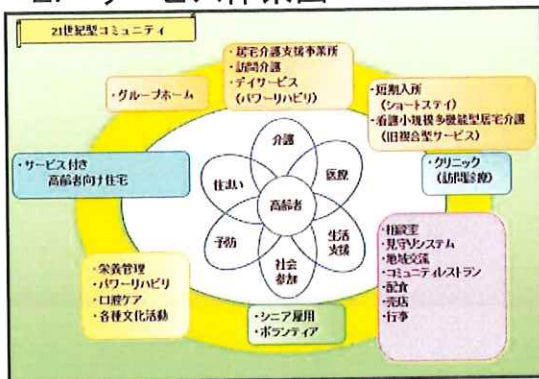 21世紀型コミュニティ
・居宅介護支援事業所
・訪問介護
・デイサービス
(パワーリハビリ)
・グループホーム
・短期入所
(ショートステイ)
・看護小規模多機能型居宅介護
(旧複合型サービス)
・サービス付き
高齢者向け住宅
・クリニック
(訪問診療)
介護
医療
住まい
高齢者
予防
生活
支援
社会
参加
・栄養管理
・パワーリハビリ
・口腔ケア
・各種文化活動
・シニア雇用
・ボランティア
・相談室
・見守りシステム
・地域交流
・コミュニティレストラン
・配食
・売店
・行事